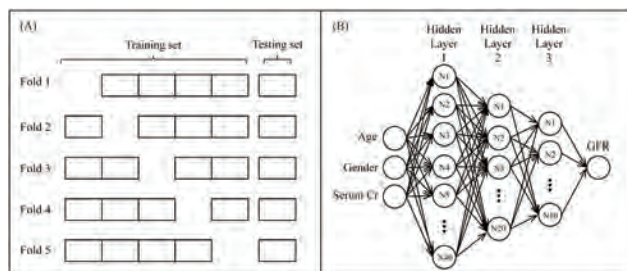 (A)
Training set
Testing set
Fold 1
Fold 2
Fold 3
Fold 4
Fold 5
(B)
Hidden Layer 1
Hidden Layer 2
Hidden Layer 3
Age
Gender
Serum Cr
N1
N2
N3
N4
N5
N1
N2
N3
N20
N1
N2
N10
GFR